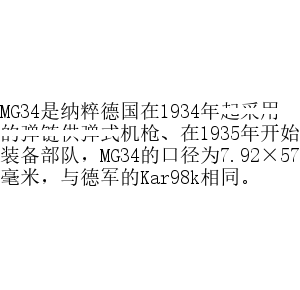 MG34是纳粹德国在1934年起采用
的弹链供弹式机枪、在1935年开始
装备部队，MG34的口径为7.92×57
毫米，与德军的Kar98k相同。